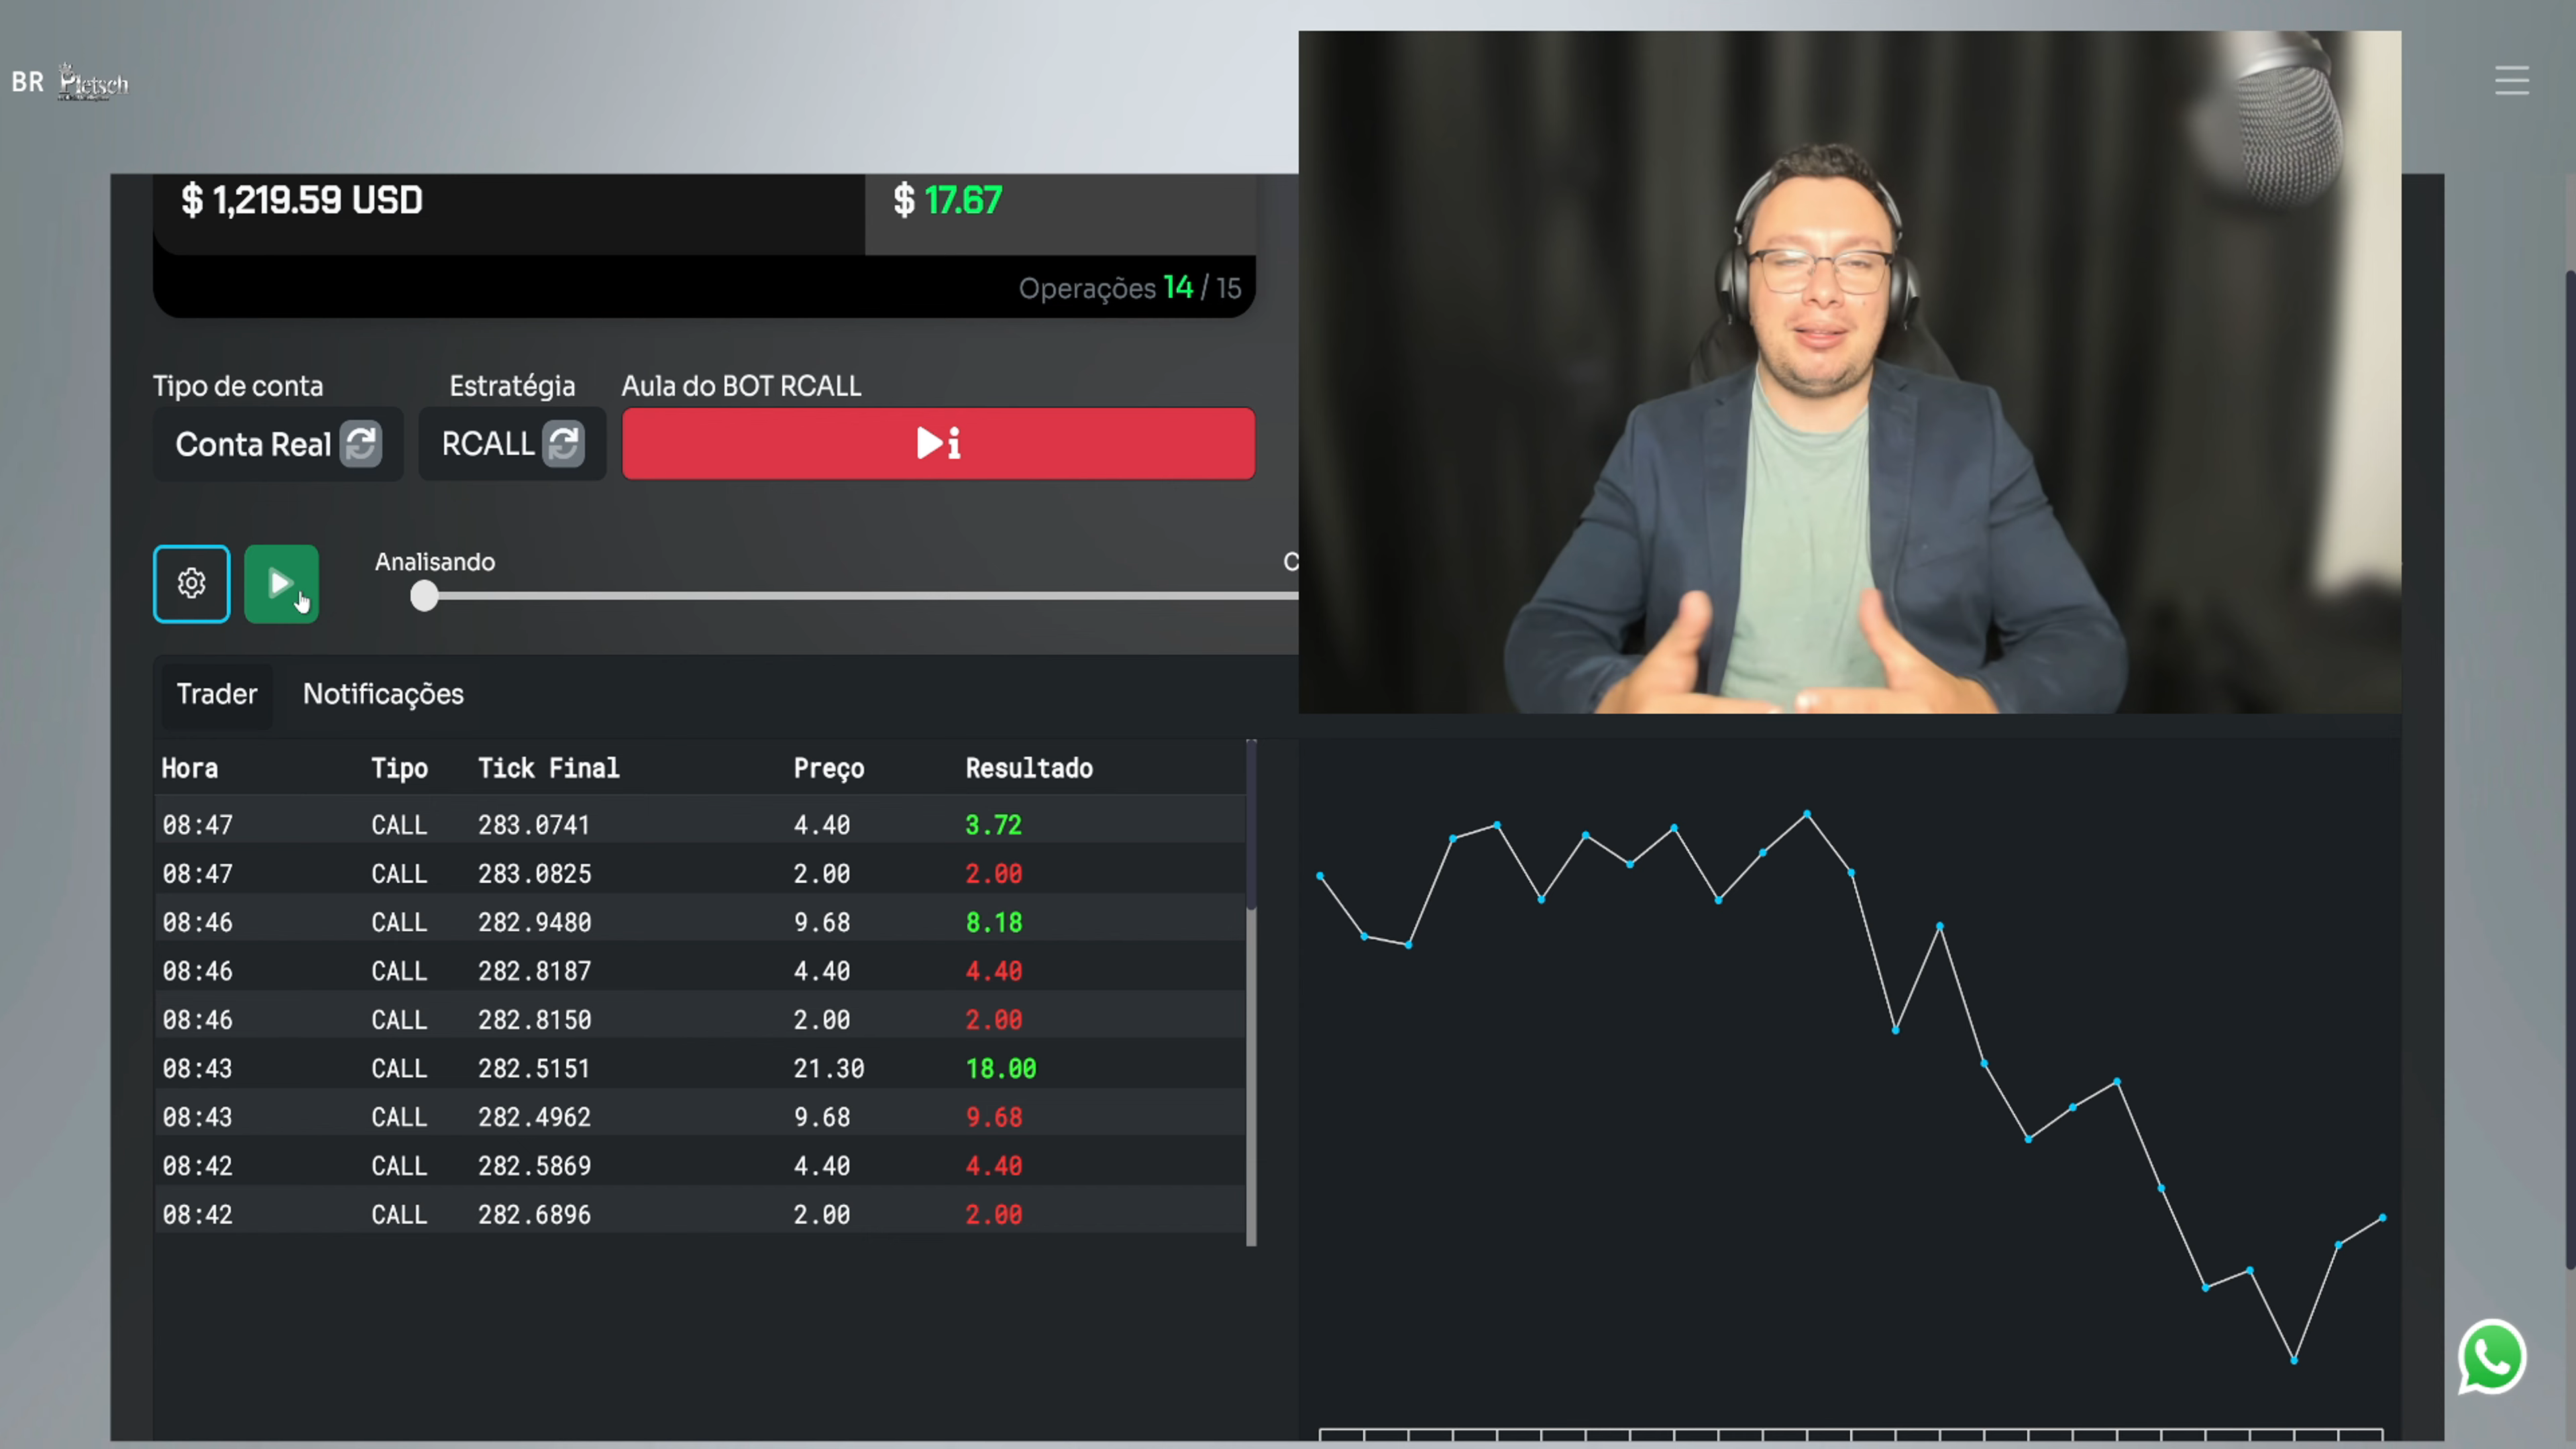 BR Pletsch
$ 1,219.59 USD $ 17.67
Operações 14 / 15
Tipo de conta Estratégia Aula do BOT RCALL
Conta Real RCALL
Analisando C
Trader Notificações
Hora Tipo Tick Final Preço Resultado
08:47 CALL 283.0741 4.40 3.72
08:47 CALL 283.0825 2.00 2.00
08:46 CALL 282.9480 9.68 8.18
08:46 CALL 282.8187 4.40 4.40
08:46 CALL 282.8150 2.00 2.00
08:43 CALL 282.5151 21.30 18.00
08:43 CALL 282.4962 9.68 9.68
08:42 CALL 282.5869 4.40 4.40
08:42 CALL 282.6896 2.00 2.00